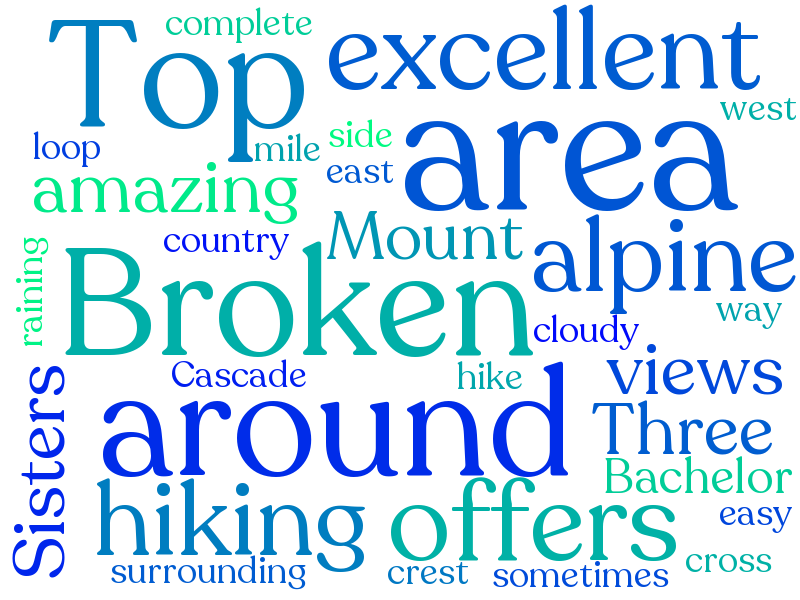 complete
Top
excellent
west
area
loop
mile
side
east
amazing
Mount
alpine
country
raining
Broken
way
cloudy
Cascade
hike
views
around
Three
Sisters
Bachelor
hiking
offers
easy
cross
surrounding
crest
sometimes